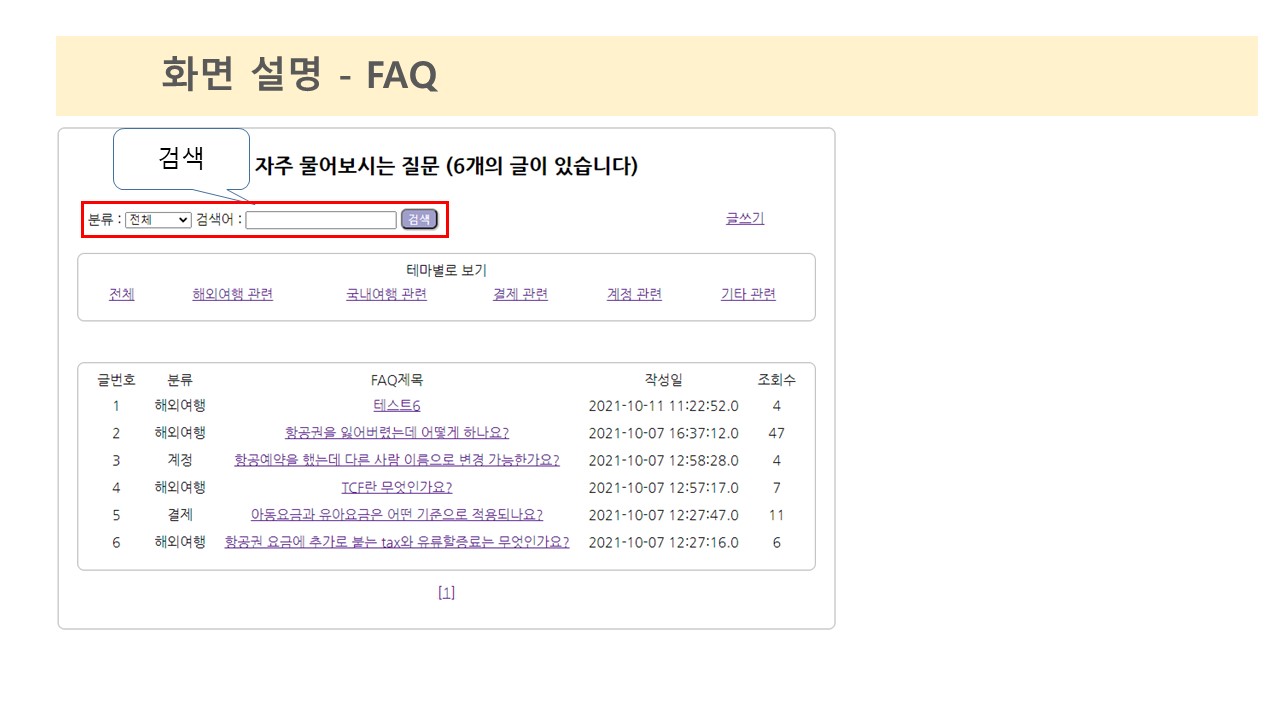 화면 설명 - FAQ
검색
자주 물어보시는 질문 (6개의 글이 있습니다)
분류 : 전체 검색어 : 검색 글쓰기
테마별로 보기
전체 해외여행 관련 국내여행 관련 결제 관련 계정 관련 기타 관련
글번호 분류 FAQ제목 작성일 조회수
1 해외여행 테스트6 2021-10-11 11:22:52.0 4
2 해외여행 항공권을 잃어버렸는데 어떻게 하나요? 2021-10-07 16:37:12.0 47
3 계정 항공예약을 했는데 다른 사람 이름으로 변경 가능한가요? 2021-10-07 12:58:28.0 4
4 해외여행 TCF란 무엇인가요? 2021-10-07 12:57:17.0 7
5 결제 아동요금과 유아요금은 어떤 기준으로 적용되나요? 2021-10-07 12:27:47.0 11
6 해외여행 항공권 요금에 추가로 붙는 tax와 유류할증료는 무엇인가요? 2021-10-07 12:27:16.0 6
[1]